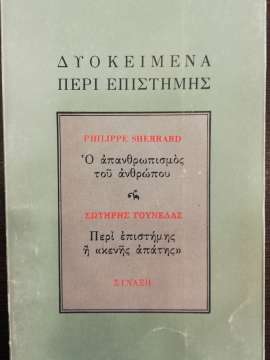 ΔΥΟ ΚΕΙΜΕΝΑ
ΠΕΡΙ ΕΠΙΣΤΗΜΗΣ
PHILIPPE SHERRARD
Ὁ ἀπανθρωπισμὸς
τοῦ ἀνθρώπου
ΣΩΤΗΡΗΣ ΓΟΥΝΕΛΑΣ
Περὶ ἐπιστήμης
ἢ «κενῆς ἀπάτης»
ΣΥΝΑΞΗ